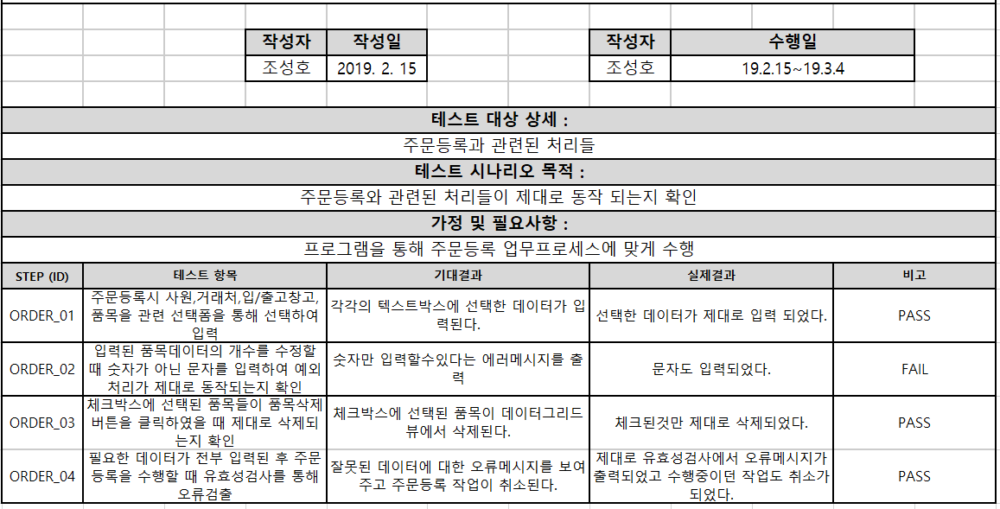 작성자 작성일 작성자 수행일
조성호 2019. 2. 15 조성호 19.2.15~19.3.4
테스트 대상 상세 :
주문등록과 관련된 처리들
테스트 시나리오 목적 :
주문등록와 관련된 처리들이 제대로 동작 되는지 확인
가정 및 필요사항 :
프로그램을 통해 주문등록 업무프로세스에 맞게 수행
STEP (ID) 테스트 항목 기대결과 실제결과 비고
ORDER_01
주문등록시 사원,거래처,입/출고창고,
품목을 관련 선택폼을 통해 선택하여
입력
각각의 텍스트박스에 선택한 데이터가 입
력된다.
선택한 데이터가 제대로 입력 되었다.
PASS
ORDER_02
입력된 품목데이터의 개수를 수정할
때 숫자가 아닌 문자를 입력하여 예외
처리가 제대로 동작되는지 확인
숫자만 입력할수있다는 에러메시지를 출
력
문자도 입력되었다.
FAIL
ORDER_03
체크박스에 선택된 품목들이 품목삭제
버튼을 클릭하였을 때 제대로 삭제되
는지 확인
체크박스에 선택된 품목이 데이터그리드
뷰에서 삭제된다.
체크된것만 제대로 삭제되었다.
PASS
ORDER_04
필요한 데이터가 전부 입력된 후 주문
등록을 수행할 때 유효성검사를 통해
오류검출
잘못된 데이터에 대한 오류메시지를 보여
주고 주문등록 작업이 취소된다.
제대로 유효성검사에서 오류메시지가
출력되었고 수행중이던 작업도 취소가
되었다.
PASS